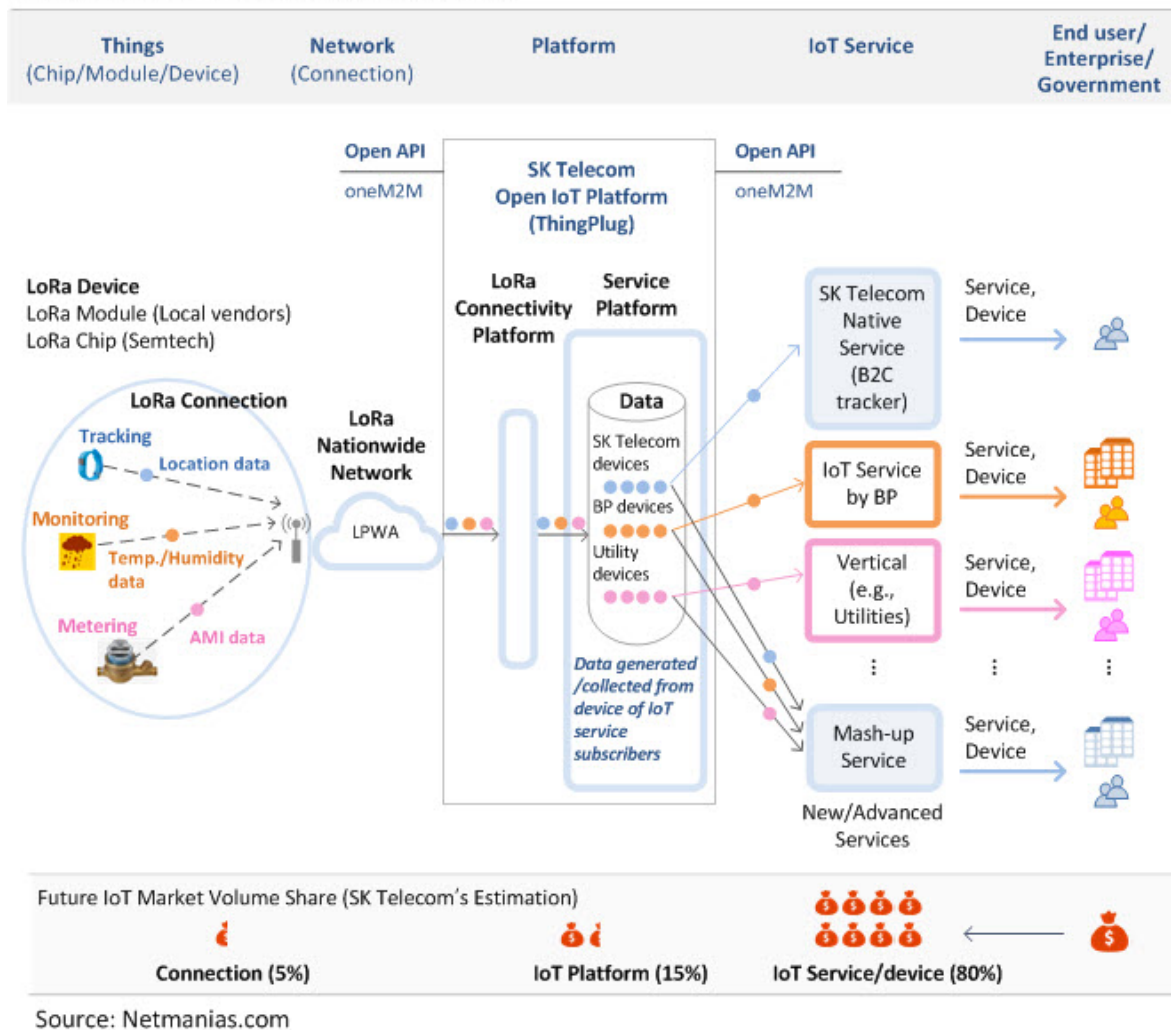 Things
(Chip/Module/Device)
Network
(Connection)
Platform
IoT Service
End user/
Enterprise/
Government
Open API
oneM2M
SK Telecom
Open IoT Platform
(ThingPlug)
Open API
oneM2M
LoRa Device
LoRa Module (Local vendors)
LoRa Chip (Semtech)
LoRa
Connectivity
Platform
Service
Platform
LoRa Connection
Tracking
Location data
Monitoring
Temp./Humidity
data
Metering
AMI data
LoRa
Nationwide
Network
LPWA
Data
SK Telecom
devices
BP devices
Utility
devices
Data generated
/collected from
device of IoT
service
subscribers
SK Telecom
Native
Service
(B2C
tracker)
Service,
Device
IoT Service
by BP
Service,
Device
Vertical
(e.g.,
Utilities)
Service,
Device
Mash-up
Service
Service,
Device
New/Advanced
Services
Future IoT Market Volume Share (SK Telecom's Estimation)
Connection (5%)
IoT Platform (15%)
IoT Service/device (80%)
Source: Netmanias.com